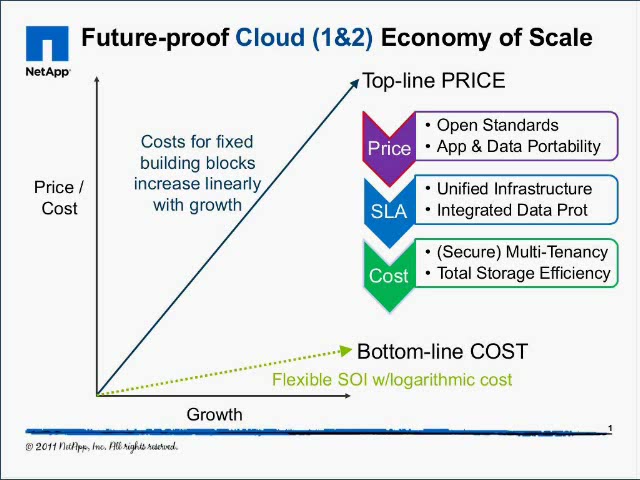 Future-proof Cloud (1&2) Economy of Scale
NetApp®
Top-line PRICE
Costs for fixed
building blocks
increase linearly
with growth
Price /
Cost
Price
• Open Standards
• App & Data Portability
SLA
• Unified Infrastructure
• Integrated Data Prot
Cost
• (Secure) Multi-Tenancy
• Total Storage Efficiency
Bottom-line COST
Flexible SOI w/logarithmic cost
Growth
1
© 2011 NetApp, Inc. All rights reserved.